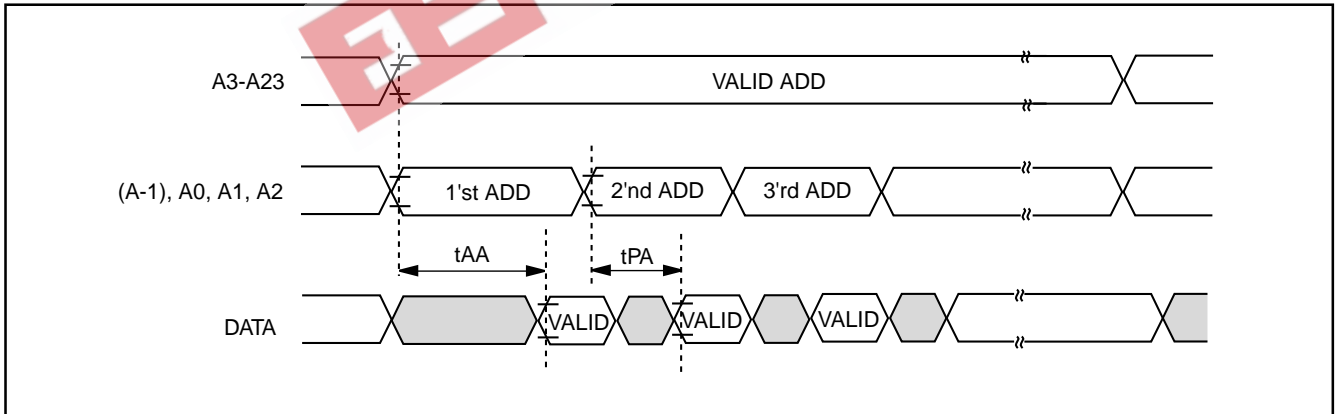 A3-A23
VALID ADD
(A-1), A0, A1, A2
1'st ADD
2'nd ADD
3'rd ADD
tAA
tPA
DATA
VALID
VALID
VALID